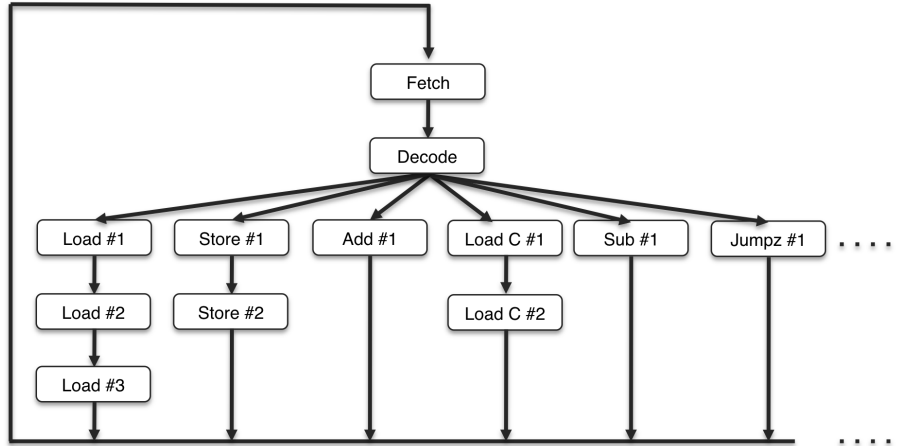 Fetch
Decode
Load #1
Store #1
Add #1
Load C #1
Sub #1
Jumpz #1
. . . .
Load #2
Store #2
Load C #2
Load #3
. . . .